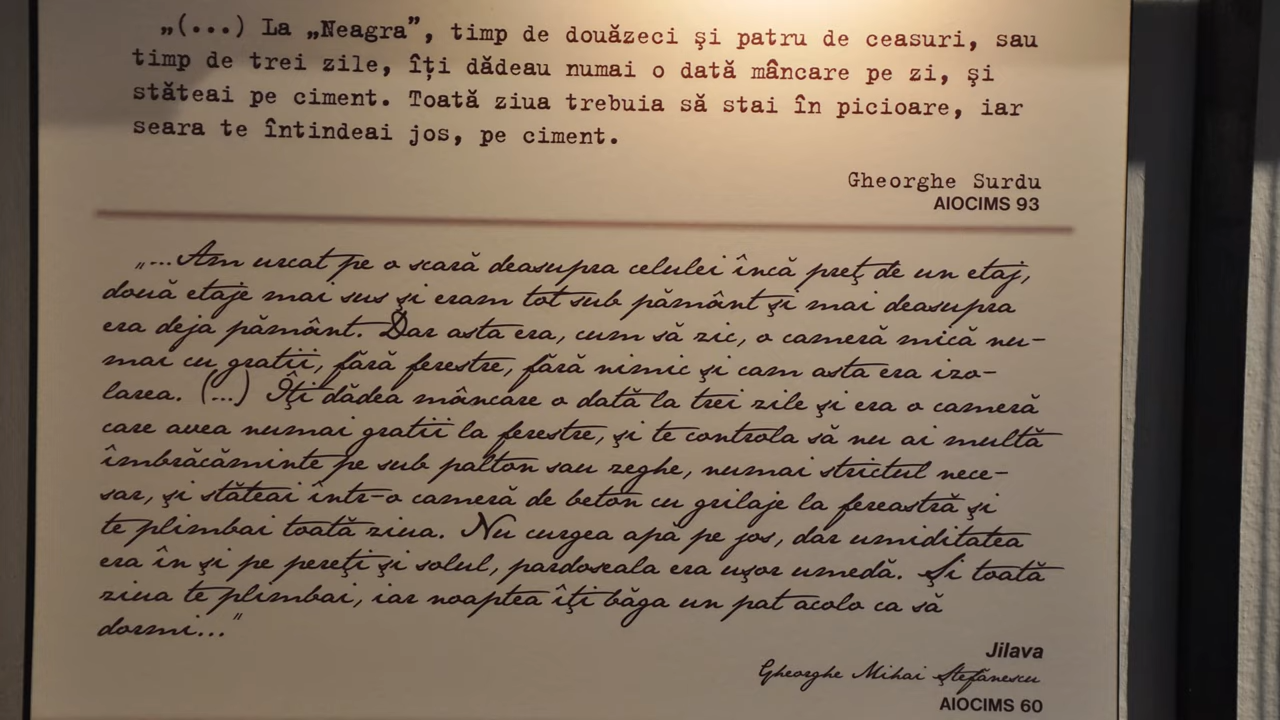 „(...) La „Neagra”, timp de douăzeci şi patru de ceasuri, sau
timp de trei zile, îţi dădeau numai o dată mâncare pe zi, şi
stăteai pe ciment. Toată ziua trebuia să stai în picioare, iar
seara te întindeai jos, pe ciment.
Gheorghe Surdu
AIOCIMS 93
„...Am urcat pe o scară deasupra celulei încă preţ de un etaj,
două etaje mai sus şi eram tot sub pământ şi mai deasupra
era deja pământ. Dar asta era, cum să zic, o cameră mică nu-
mai cu gratii, fără ferestre, fără nimic şi cam asta era izo-
larea. (...) Îţi dădea mâncare o dată la trei zile şi era o cameră
care avea numai gratii la ferestre, şi te controla să nu ai multă
îmbrăcăminte pe sub palton sau zeghe, numai strictul nece-
sar, şi stăteai într-o cameră de beton cu grilaje la fereastră şi
te plimbai toată ziua. Nu curgea apă pe jos, dar umiditatea
era în şi pe pereţi şi solul, pardoseala era uşor umedă. Şi toată
ziua te plimbai, iar noaptea îţi băga un pat acolo ca să
dormi...”
Jilava
Gheorghe Mihai Ştefănescu
AIOCIMS 60